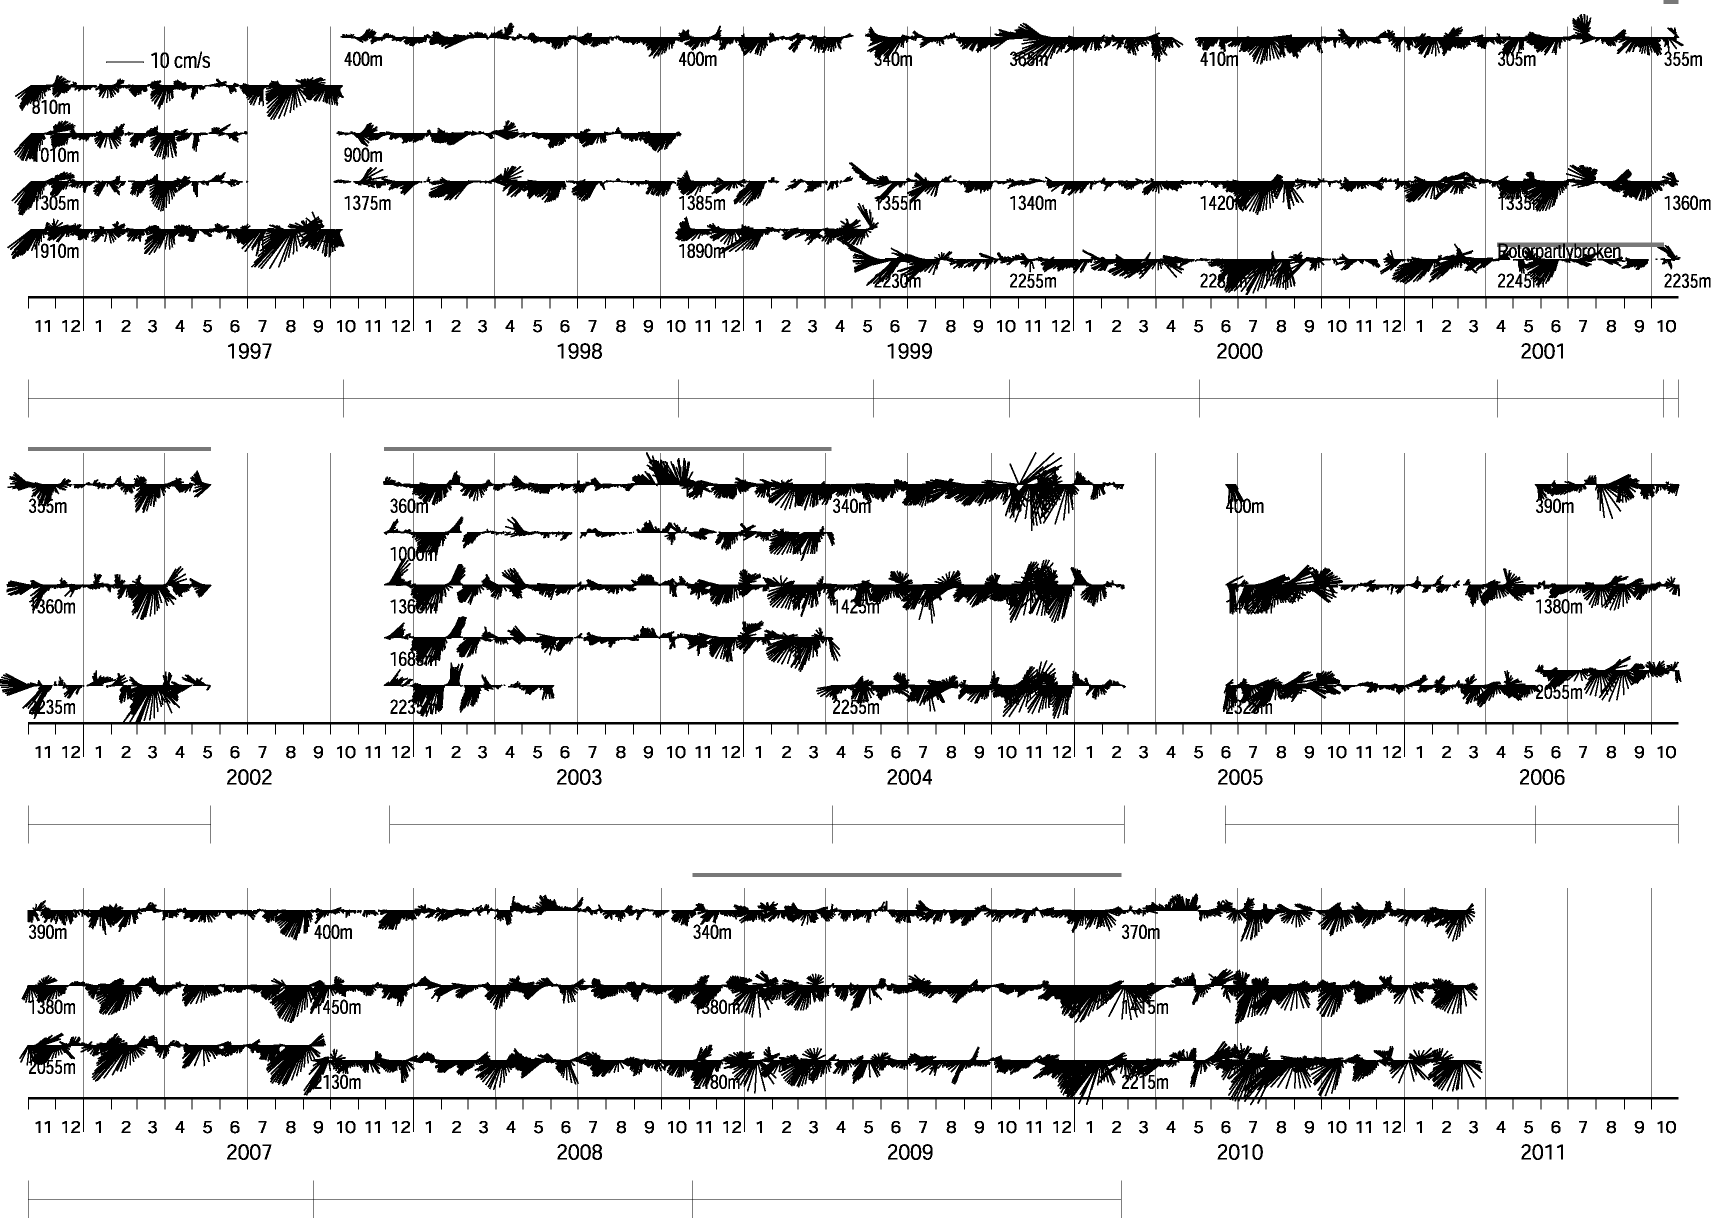 10 cm/s
400m 400m 340m 365m 410m 305m 355m
810m
1010m 900m
1305m 1375m 1385m 1355m 1340m 1420m 1335m 1360m
1910m 1890m Rotorpartlybroken
2230m 2255m 2245m 2235m
11 12 1 2 3 4 5 6 7 8 9 10 11 12 1 2 3 4 5 6 7 8 9 10 11 12 1 2 3 4 5 6 7 8 9 10 11 12 1 2 3 4 5 6 7 8 9 10 11 12 1 2 3 4 5 6 7 8 9 10
1997 1998 1999 2000 2001
355m 360m 340m 400m 390m
1000m
1360m 1360m 1425m 1380m
1685m
2235m 2235m 2255m 2325m 2055m
11 12 1 2 3 4 5 6 7 8 9 10 11 12 1 2 3 4 5 6 7 8 9 10 11 12 1 2 3 4 5 6 7 8 9 10 11 12 1 2 3 4 5 6 7 8 9 10 11 12 1 2 3 4 5 6 7 8 9 10
2002 2003 2004 2005 2006
390m 400m 340m 370m
1380m 1450m 1380m 1415m
2055m 2130m 2180m 2215m
11 12 1 2 3 4 5 6 7 8 9 10 11 12 1 2 3 4 5 6 7 8 9 10 11 12 1 2 3 4 5 6 7 8 9 10 11 12 1 2 3 4 5 6 7 8 9 10 11 12 1 2 3 4 5 6 7 8 9 10
2007 2008 2009 2010 2011